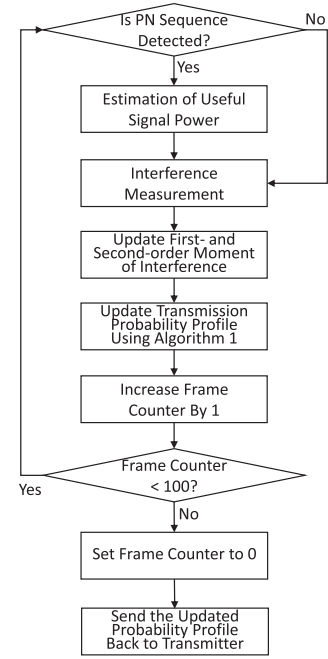 Is PN Sequence
Detected?
No
Yes
Estimation of Useful
Signal Power
Interference
Measurement
Update First- and
Second-order Moment
of Interference
Update Transmission
Probability Profile
Using Algorithm 1
Increase Frame
Counter By 1
Frame Counter
< 100?
Yes
No
Set Frame Counter to 0
Send the Updated
Probability Profile
Back to Transmitter